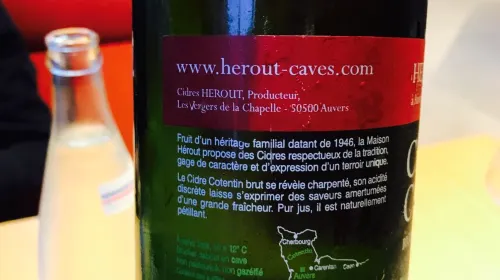 www.herout-caves.com
Cidres HEROUT, Producteur,
Les Vergers de la Chapelle - 50500 Auvers
Fruit d'un héritage familial datant de 1946, la Maison
Hérout propose des Cidres respectueux de la tradition,
gage de caractère et d'expression d'un terroir unique.
Le Cidre Cotentin brut se révèle charpenté, son acidité
discrète laisse s'exprimer des saveurs amertumées
d'une grande fraîcheur. Pur jus, il est naturellement
pétillant.
Cherbourg
Carentan
Caen
Auvers